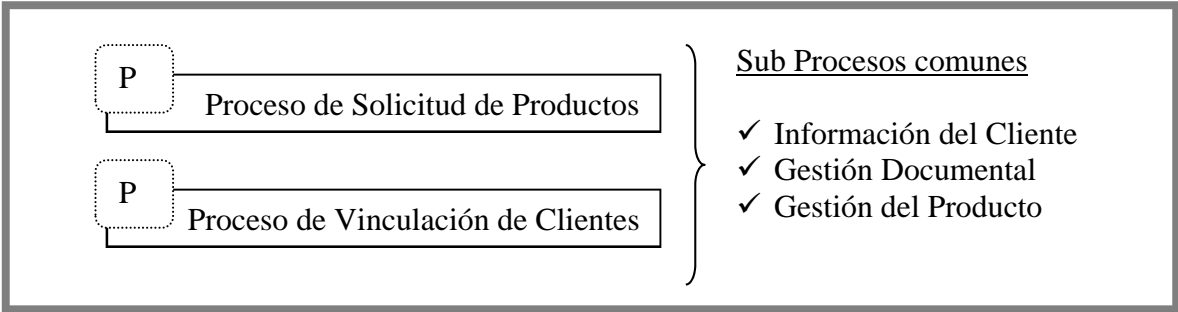 P
Proceso de Solicitud de Productos
P
Proceso de Vinculación de Clientes
Sub Procesos comunes
✓ Información del Cliente
✓ Gestión Documental
✓ Gestión del Producto